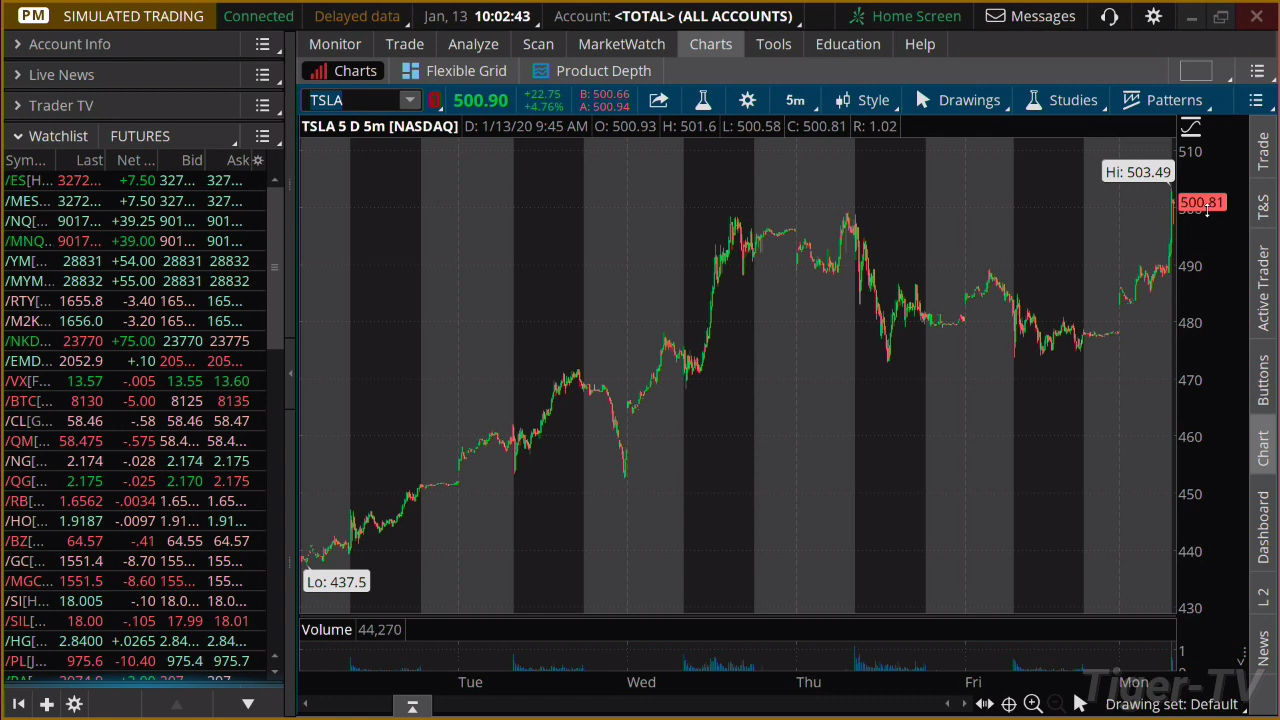 PM SIMULATED TRADING Connected Delayed data Jan, 13 10:02:43 Account: <TOTAL> (ALL ACCOUNTS) Home Screen Messages
Account Info
Live News
Trader TV
Watchlist FUTURES
Sym... Last Net ... Bid Ask
/ES[H... 3272... +7.50 327... 327...
/MES... 3272... +7.50 327... 327...
/NQ[... 9017... +39.25 901... 901...
/MNQ... 9017... +39.00 901... 901...
/YM[... 28831 +54.00 28831 28832
/MYM... 28832 +55.00 28831 28832
/RTY[... 1655.8 -3.40 165... 165...
/M2K... 1656.0 -3.20 165... 165...
/NKD... 23770 +75.00 23770 23775
/EMD... 2052.9 +.10 205... 205...
/VX[F... 13.57 -.005 13.55 13.60
/BTC[... 8130 -5.00 8125 8135
/CL[G... 58.46 -.58 58.46 58.47
/QM[... 58.475 -.575 58.4... 58.4...
/NG[... 2.174 -.028 2.174 2.175
/QG[... 2.175 -.025 2.170 2.175
/RB[... 1.6562 -.0034 1.65... 1.65...
/HO[... 1.9187 -.0097 1.91... 1.91...
/BZ[... 64.57 -.41 64.55 64.57
/GC[... 1551.4 -8.70 155... 155...
/MGC... 1551.5 -8.60 155... 155...
/SI[H... 18.005 -.10 18.0... 18.0...
/SIL[... 18.00 -.105 17.99 18.01
/HG[... 2.8400 +.0265 2.84... 2.84...
/PL[J... 975.6 -10.40 975.4 975.7
Monitor Trade Analyze Scan MarketWatch Charts Tools Education Help
Charts Flexible Grid Product Depth
TSLA 500.90 +22.75 +4.76% B: 500.66 A: 500.94 5m Style Drawings Studies Patterns
TSLA 5 D 5m [NASDAQ] D: 1/13/20 9:45 AM O: 500.93 H: 501.6 L: 500.58 C: 500.81 R: 1.02
510
Hi: 503.49
500.81
490
480
470
460
450
440
Lo: 437.5
430
Volume 44,270
1
Tue Wed Thu Fri Mon
Drawing set: Default
Trade
T&S
Active Trader
Buttons
Chart
Dashboard
L 2
News
Tiger-TV